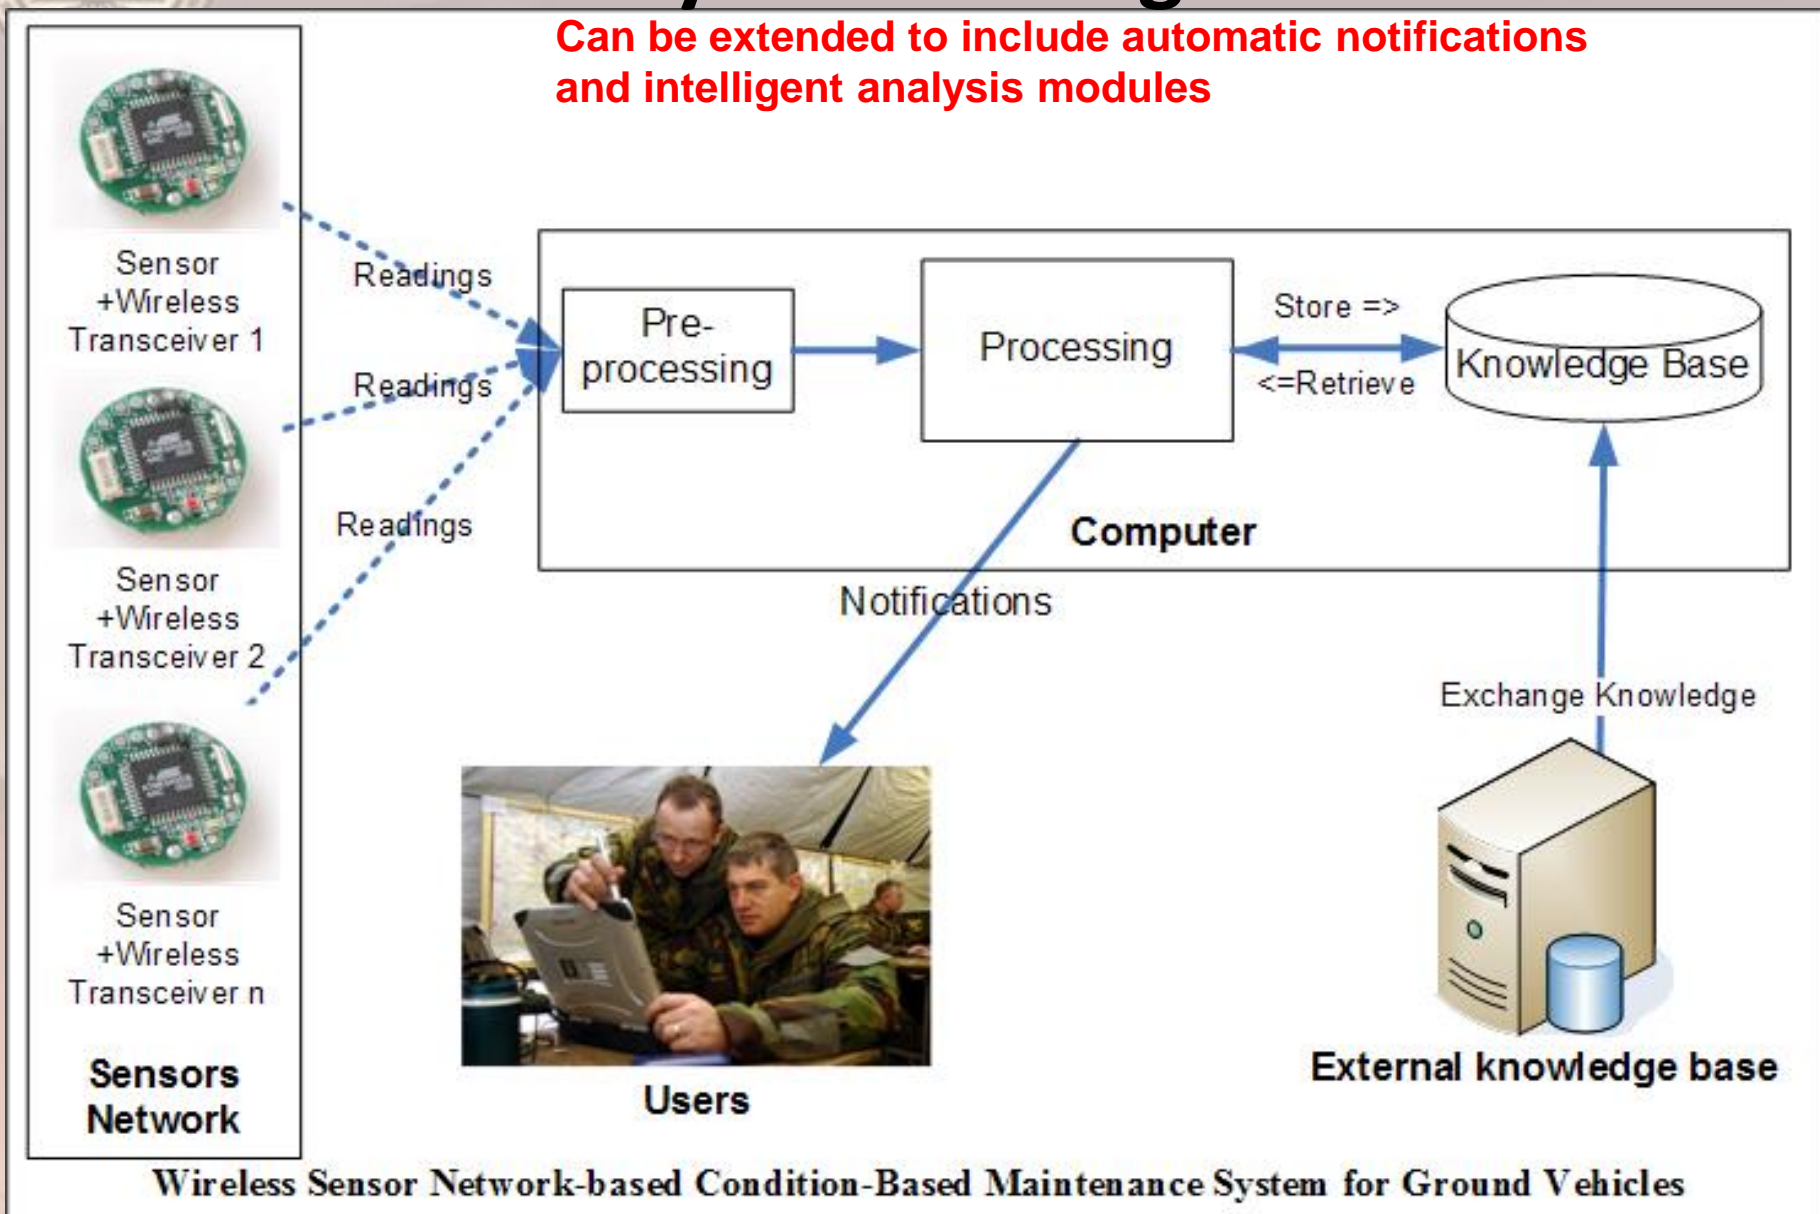 Can be extended to include automatic notifications
and intelligent analysis modules
Sensor
+Wireless
Transceiver 1
Sensor
+Wireless
Transceiver 2
Sensor
+Wireless
Transceiver n
Sensors
Network
Readings
Readings
Readings
Pre-
processing
Processing
Store =>
<=Retrieve
Knowledge Base
Computer
Notifications
Exchange Knowledge
Users
External knowledge base
Wireless Sensor Network-based Condition-Based Maintenance System for Ground Vehicles